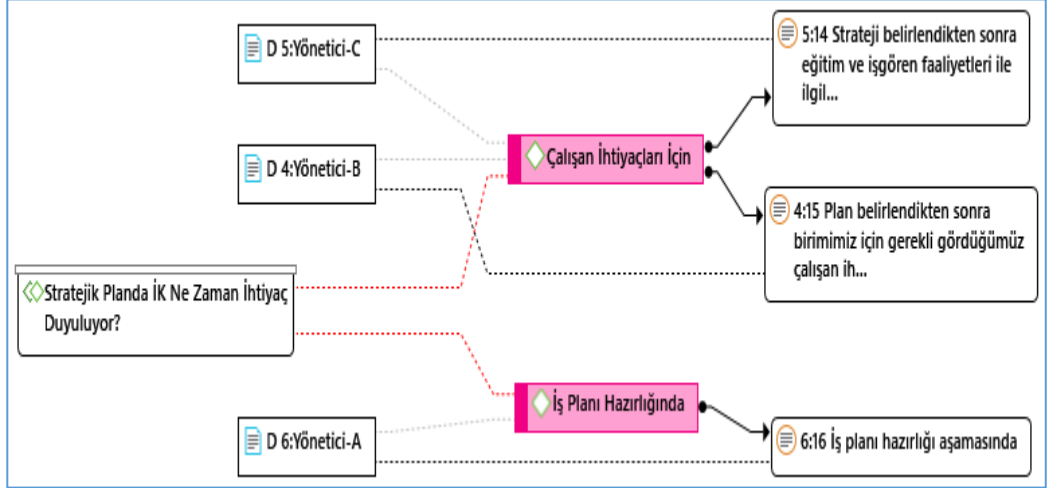 D 5:Yönetici-C
5:14 Strateji belirlendikten sonra
eğitim ve işgören faaliyetleri ile
ilgil...
D 4:Yönetici-B
Çalışan İhtiyaçları İçin
4:15 Plan belirlendikten sonra
birimimiz için gerekli gördüğümüz
çalışan ih...
Stratejik Planda İK Ne Zaman İhtiyaç
Duyuluyor?
İş Planı Hazırlığında
D 6:Yönetici-A
6:16 İş planı hazırlığı aşamasında